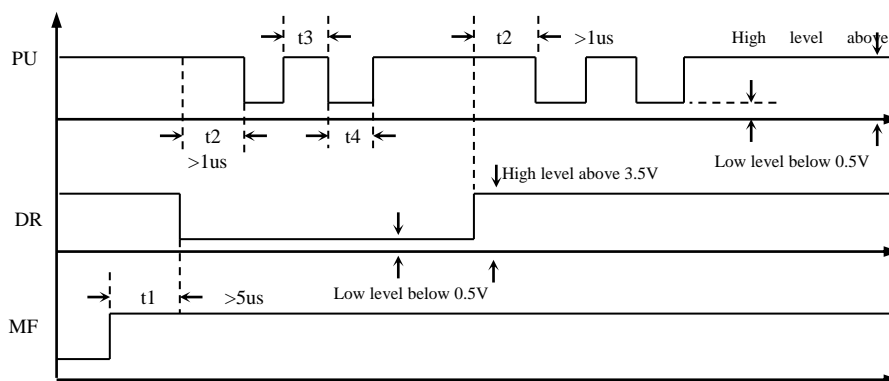 t3
t2
>1us
High level above
PU
t2
t4
>1us
Low level below 0.5V
High level above 3.5V
DR
t1
>5us
Low level below 0.5V
MF